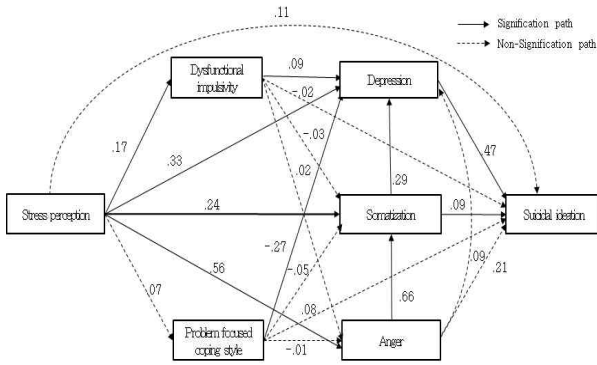 .11
Signification path
Non-Signification path
Dysfunctional
impulsivity
.09
Depression
-.02
-.03
.17
.33
.02
.47
.29
Stress perception
.24
Somatization
.09
Suicidal ideation
-.27
.56
-.05
.09
.21
.07
.08
.66
Problem focused
coping style
-.01
Anger